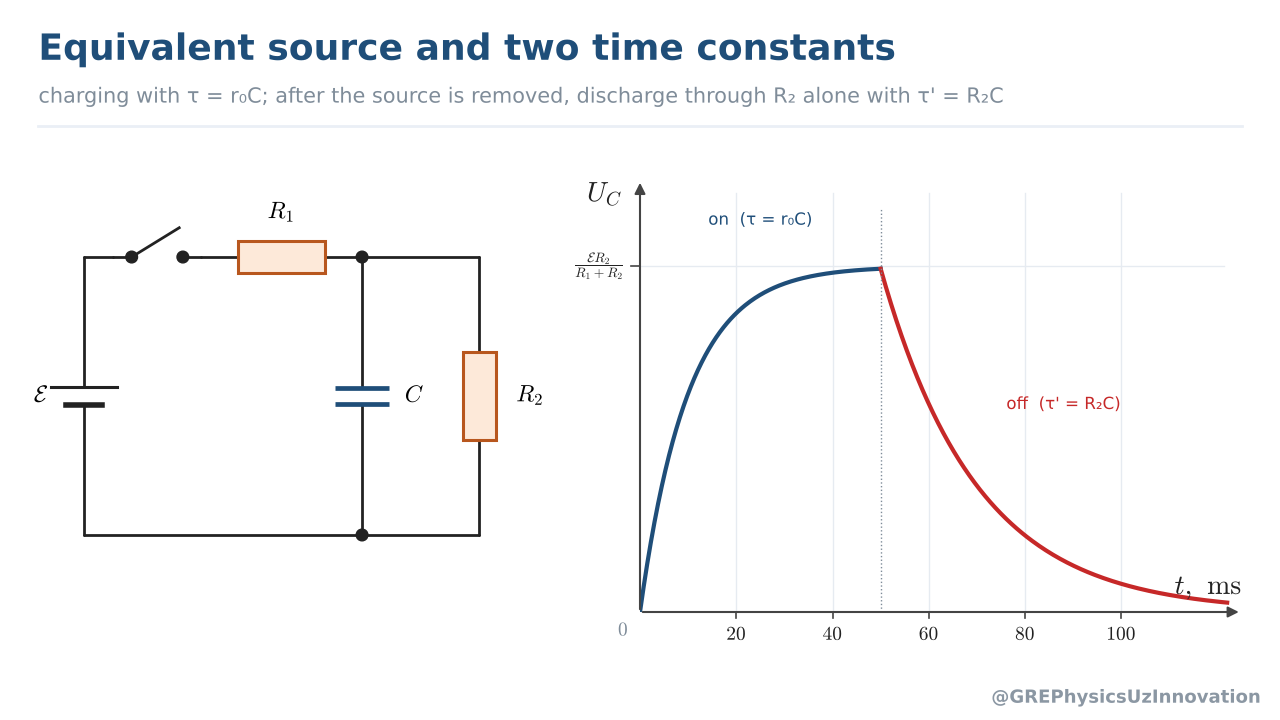 Equivalent source and two time constants
charging with τ = r₀C; after the source is removed, discharge through R₂ alone with τ' = R₂C
R₁
ℰ
C
R₂
U_C
on (τ = r₀C)
ℰR₂
R₁ + R₂
off (τ' = R₂C)
t, ms
0
20 40 60 80 100
@GREPhysicsUzInnovation